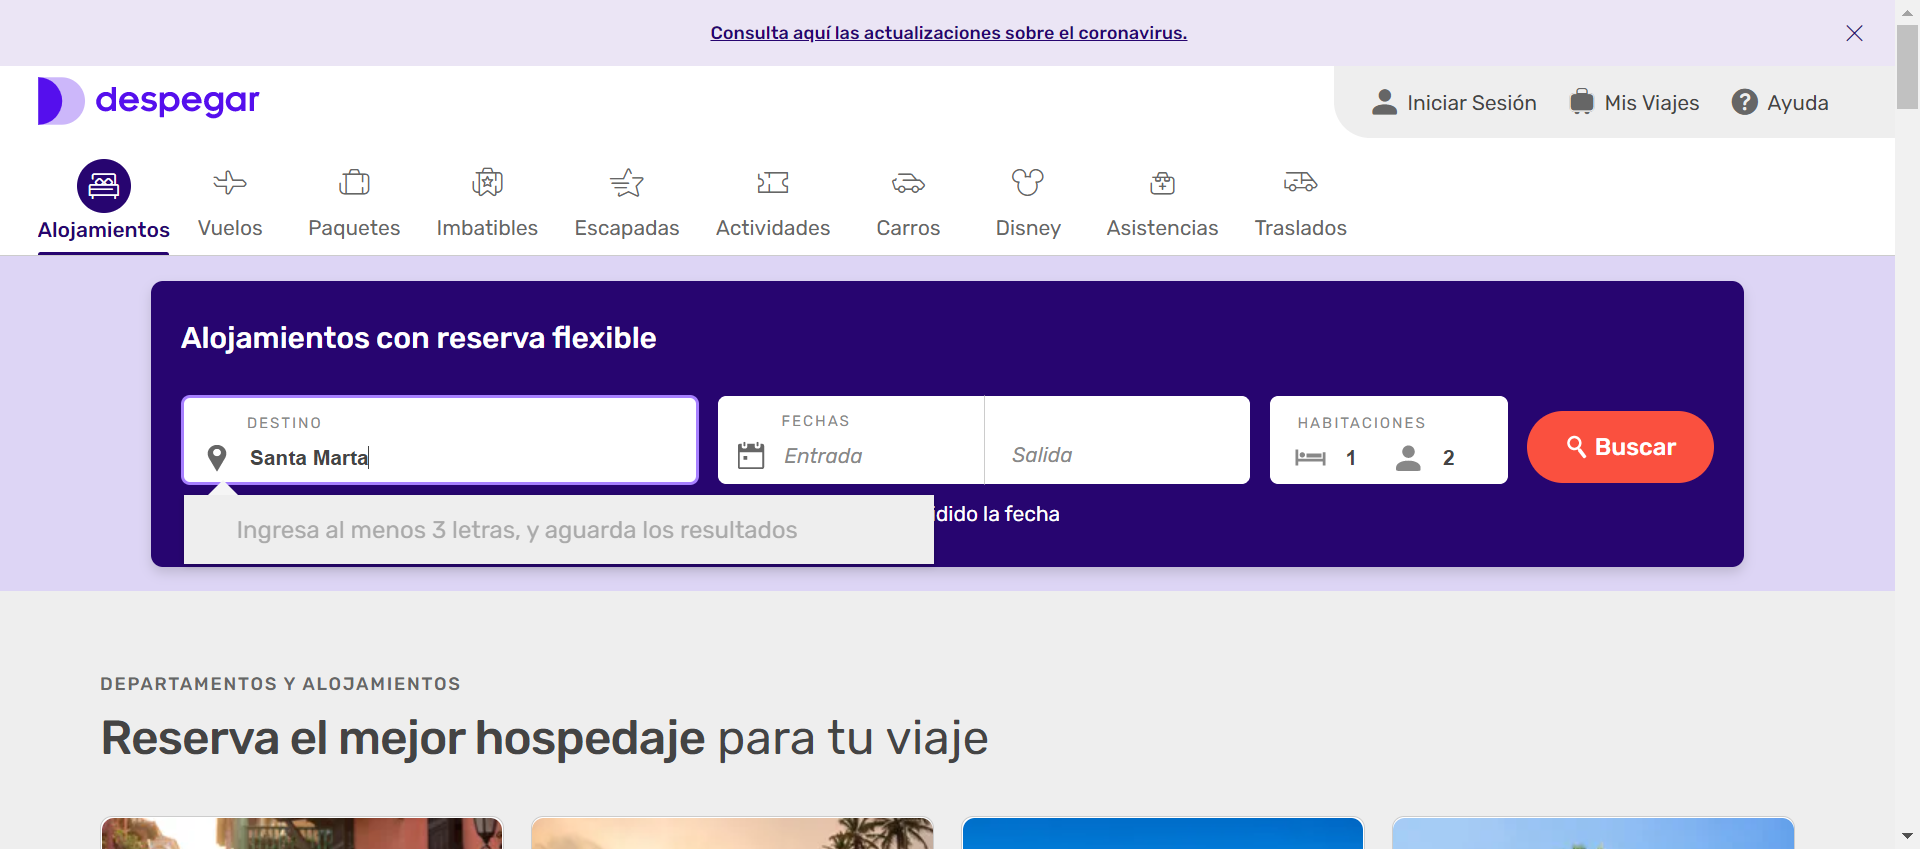 Consulta aquí las actualizaciones sobre el coronavirus.
despegar
Iniciar Sesión
Mis Viajes
Ayuda
Alojamientos
Vuelos
Paquetes
Imbatibles
Escapadas
Actividades
Carros
Disney
Asistencias
Traslados
Alojamientos con reserva flexible
DESTINO
Santa Marta
FECHAS
Entrada
Salida
HABITACIONES
1
2
Buscar
Ingresa al menos 3 letras, y aguarda los resultados
idido la fecha
DEPARTAMENTOS Y ALOJAMIENTOS
Reserva el mejor hospedaje para tu viaje